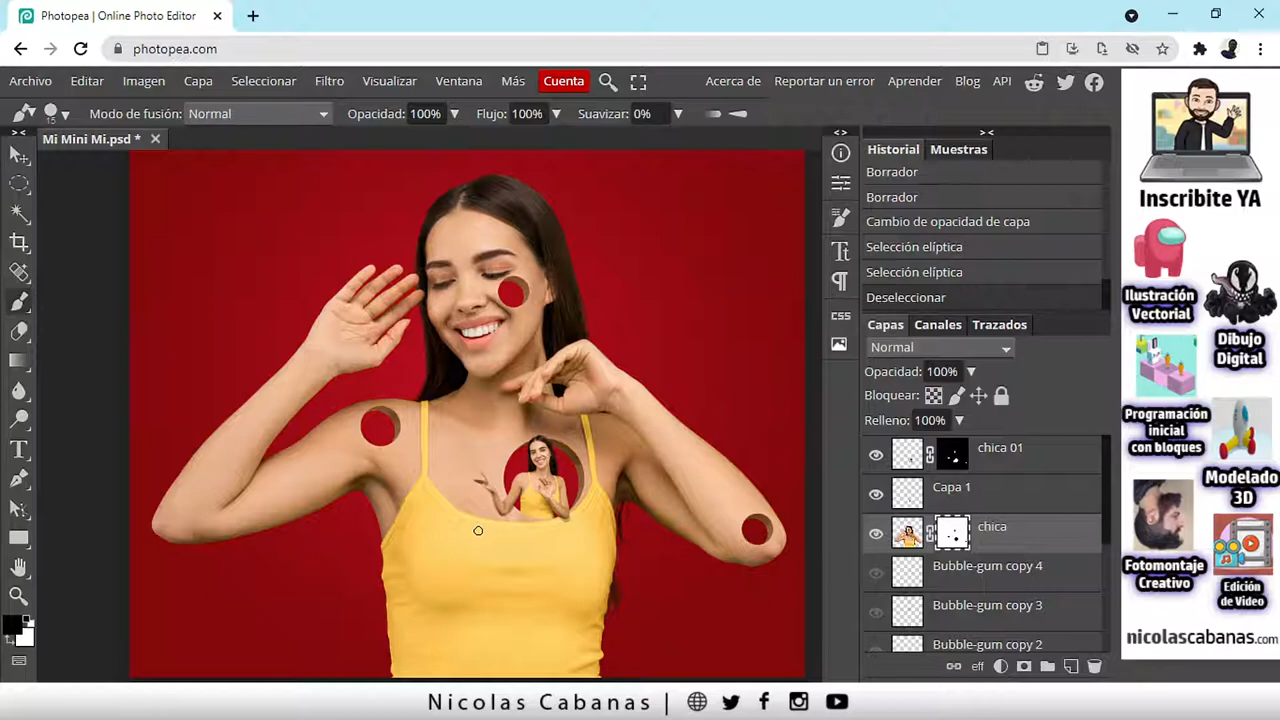 Photopea | Online Photo Editor
photopea.com
Archivo Editar Imagen Capa Seleccionar Filtro Visualizar Ventana Más Cuenta Acerca de Reportar un error Aprender Blog API
15 Modo de fusión: Normal Opacidad: 100% Flujo: 100% Suavizar: 0%
Mi Mini Mi.psd *
Historial Muestras
Borrador
Borrador
Cambio de opacidad de capa
Selección elíptica
Selección elíptica
Deseleccionar
CSS
Capas Canales Trazados
Normal
Opacidad: 100%
Bloquear:
Relleno: 100%
chica 01
Capa 1
chica
Bubble-gum copy 4
Bubble-gum copy 3
Bubble-gum copy 2
eff
Inscribite YA
Ilustración
Vectorial
Dibujo
Digital
Programación
inicial
con bloques
Modelado
3D
Fotomontaje
Creativo
Edición
de Video
nicolascabanas.com
Nicolas Cabanas |